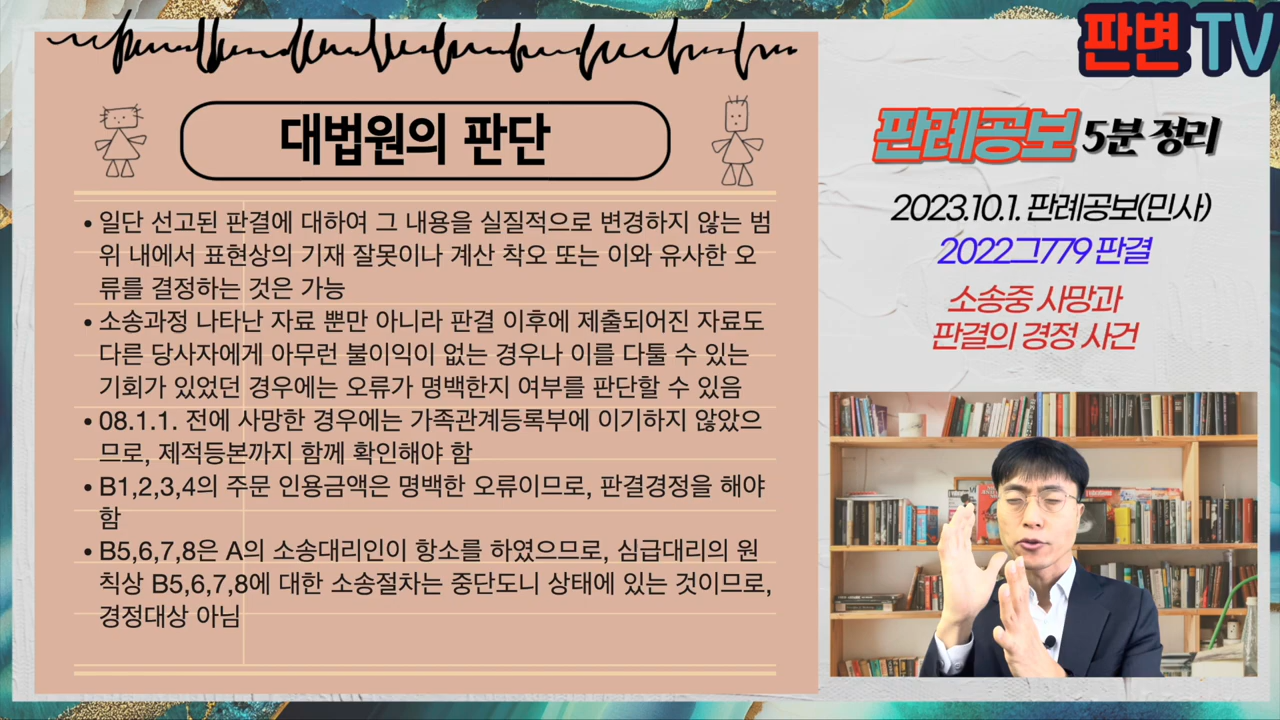 판변 TV
대법원의 판단
• 일단 선고된 판결에 대하여 그 내용을 실질적으로 변경하지 않는 범
위 내에서 표현상의 기재 잘못이나 계산 착오 또는 이와 유사한 오
류를 결정하는 것은 가능
• 소송과정 나타난 자료 뿐만 아니라 판결 이후에 제출되어진 자료도
다른 당사자에게 아무런 불이익이 없는 경우나 이를 다툴 수 있는
기회가 있었던 경우에는 오류가 명백한지 여부를 판단할 수 있음
• 08.1.1. 전에 사망한 경우에는 가족관계등록부에 이기하지 않았으
므로, 제적등본까지 함께 확인해야 함
• B1,2,3,4의 주문 인용금액은 명백한 오류이므로, 판결경정을 해야
함
• B5,6,7,8은 A의 소송대리인이 항소를 하였으므로, 심급대리의 원
칙상 B5,6,7,8에 대한 소송절차는 중단도니 상태에 있는 것이므로,
경정대상 아님
판례공보 5분 정리
2023.10.1. 판례공보(민사)
2022그779 판결
소송중 사망과
판결의 경정 사건